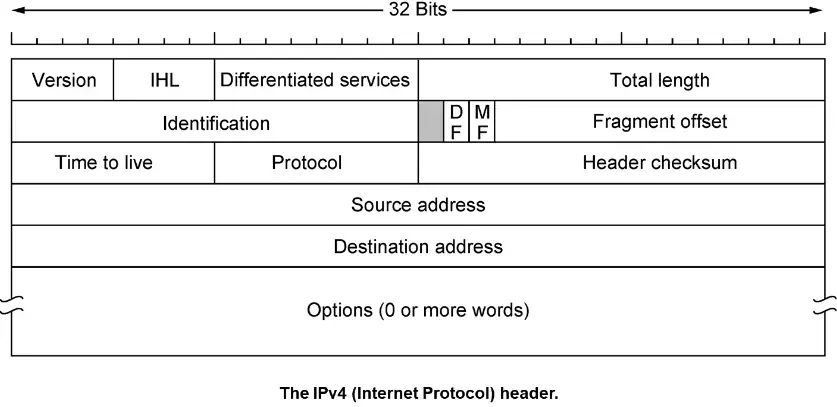 32 Bits
Version IHL Differentiated services Total length
Identification D F M F Fragment offset
Time to live Protocol Header checksum
Source address
Destination address
Options (0 or more words)
The IPv4 (Internet Protocol) header.